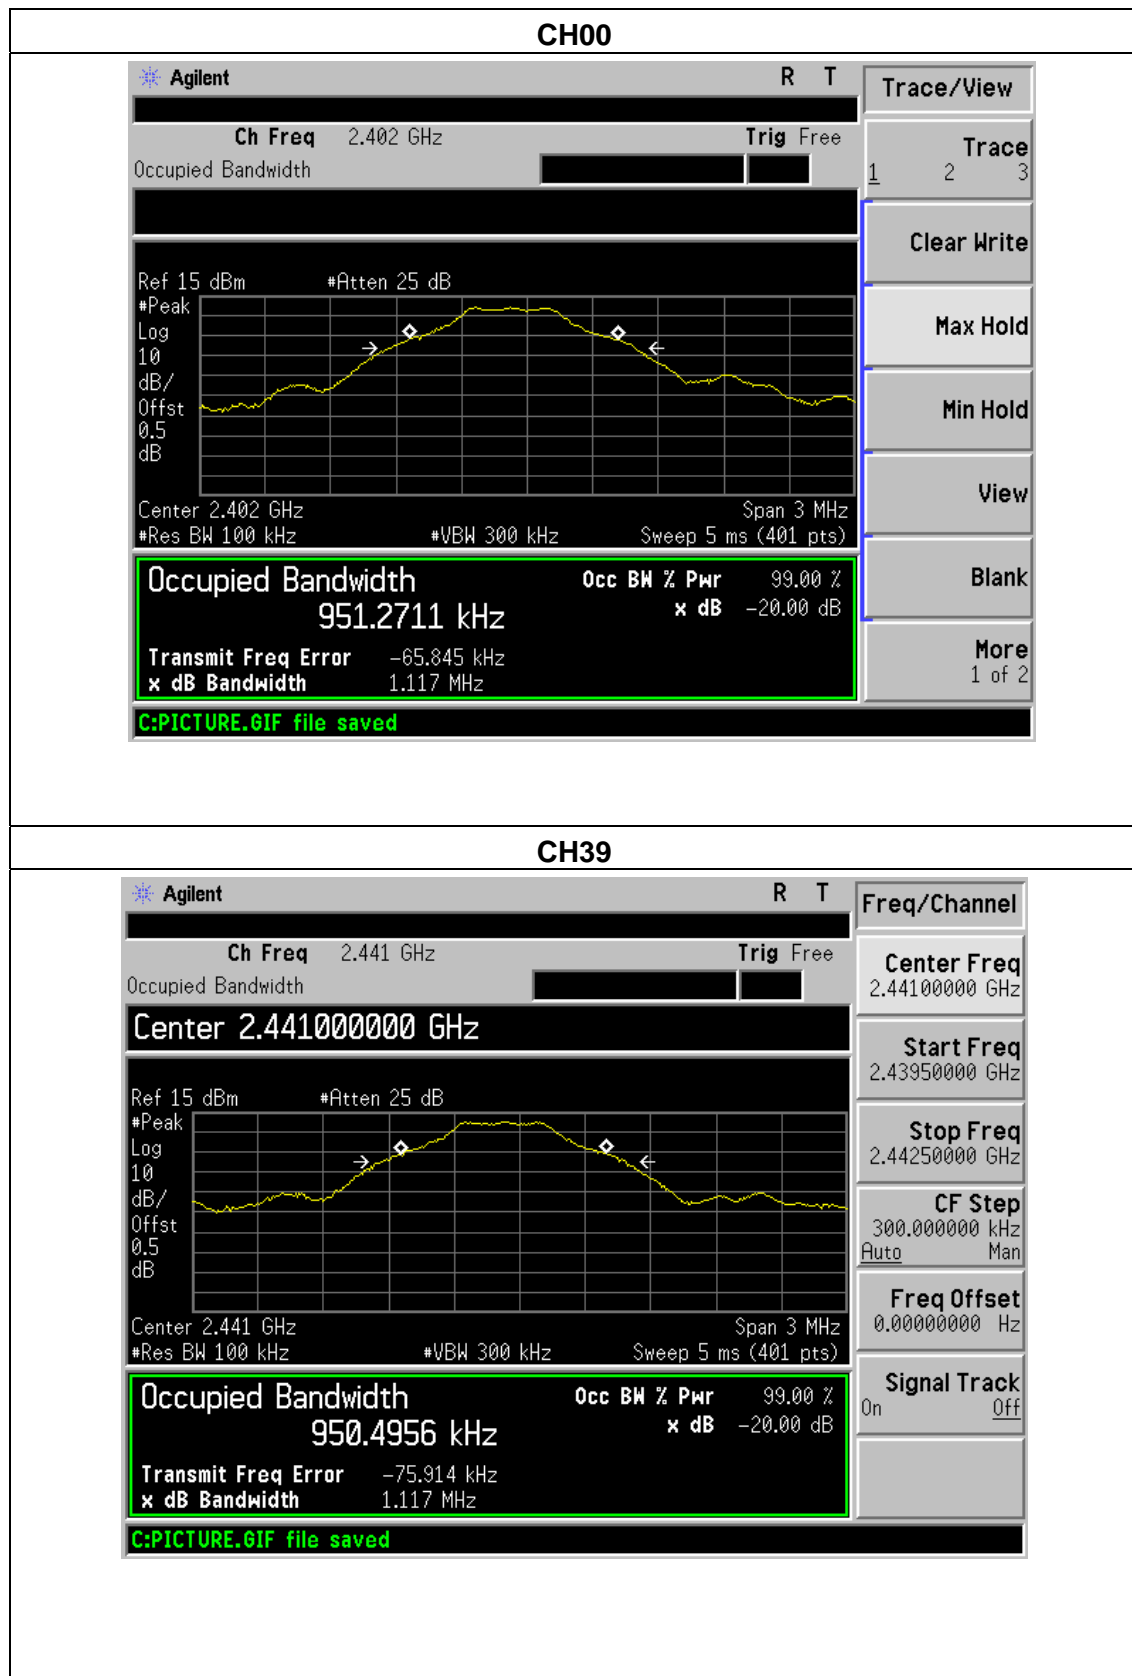 CH00
Agilent R T
Trace/View
Ch Freq 2.402 GHz Trig Free
Occupied Bandwidth
Trace
1 2 3
Clear Write
Max Hold
Min Hold
View
Blank
More
1 of 2
Ref 15 dBm #Atten 25 dB
#Peak
Log
10
dB/
Offst
0.5
dB
Center 2.402 GHz Span 3 MHz
#Res BW 100 kHz #VBW 300 kHz Sweep 5 ms (401 pts)
Occupied Bandwidth Occ BW % Pwr 99.00 %
951.2711 kHz x dB -20.00 dB
Transmit Freq Error -65.845 kHz
x dB Bandwidth 1.117 MHz
C:PICTURE.GIF file saved
CH39
Agilent R T
Freq/Channel
Ch Freq 2.441 GHz Trig Free
Occupied Bandwidth
Center 2.441000000 GHz
Center Freq
2.44100000 GHz
Start Freq
2.43950000 GHz
Stop Freq
2.44250000 GHz
CF Step
300.000000 kHz
Auto Man
Freq Offset
0.00000000 Hz
Signal Track
On Off
Ref 15 dBm #Atten 25 dB
#Peak
Log
10
dB/
Offst
0.5
dB
Center 2.441 GHz Span 3 MHz
#Res BW 100 kHz #VBW 300 kHz Sweep 5 ms (401 pts)
Occupied Bandwidth Occ BW % Pwr 99.00 %
950.4956 kHz x dB -20.00 dB
Transmit Freq Error -75.914 kHz
x dB Bandwidth 1.117 MHz
C:PICTURE.GIF file saved